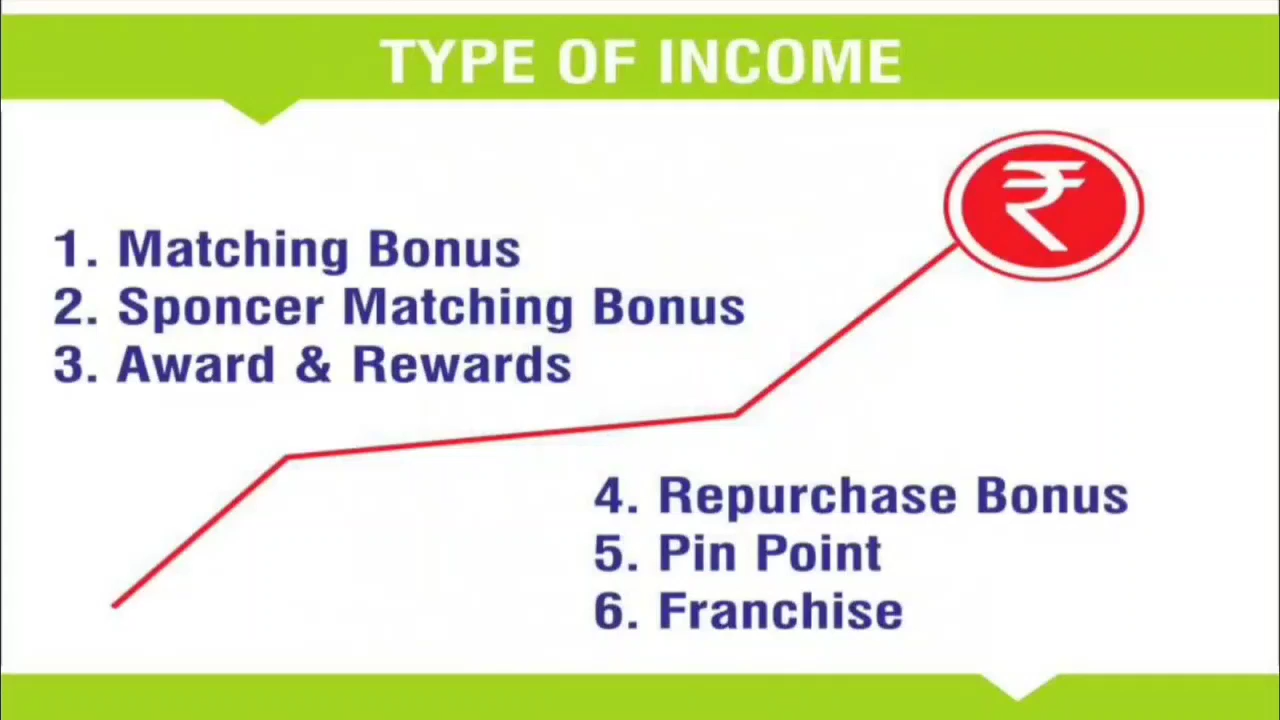 TYPE OF INCOME
₹
1. Matching Bonus
2. Sponcer Matching Bonus
3. Award & Rewards
4. Repurchase Bonus
5. Pin Point
6. Franchise